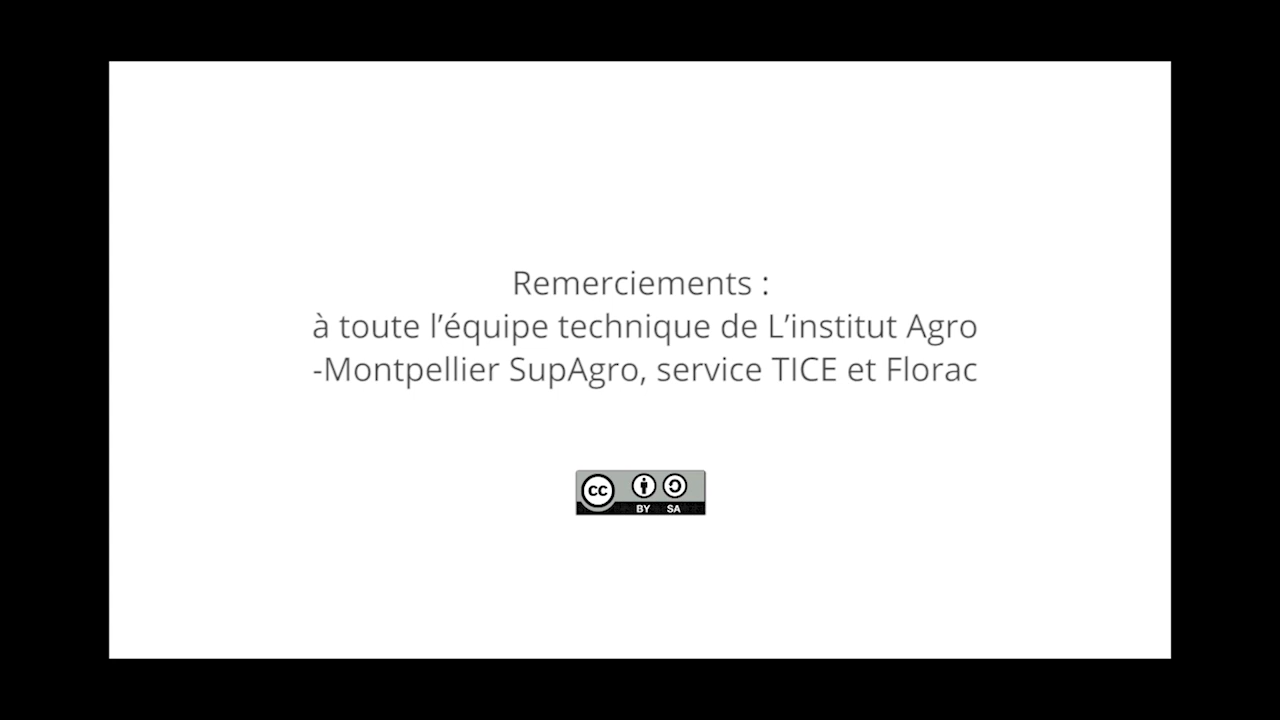 Remerciements :
à toute l’équipe technique de L’institut Agro
-Montpellier SupAgro, service TICE et Florac
cc
BY SA